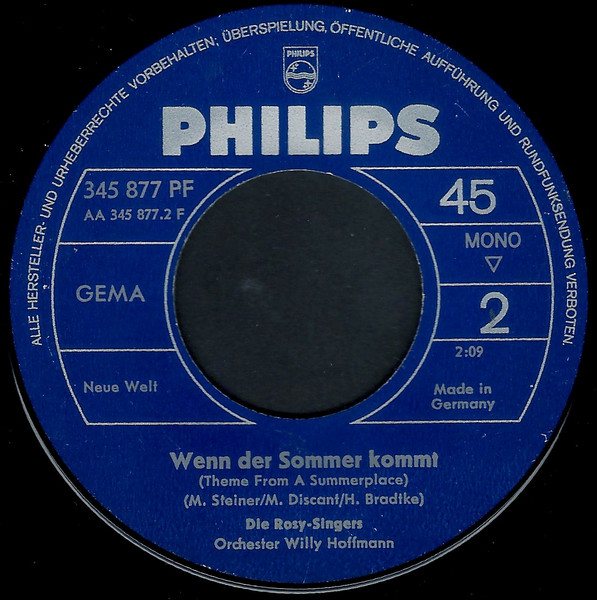 ALLE HERSTELLER- UND URHEBERRECHTE VORBEHALTEN; ÜBERSPIELUNG, ÖFFENTLICHE AUFFÜHRUNG UND RUNDFUNKSENDUNG VERBOTEN.
PHILIPS
PHILIPS
345 877 PF
AA 345 877.2 F
45
MONO
GEMA
2
2:09
Neue Welt
Made in
Germany
Wenn der Sommer kommt
(Theme From A Summerplace)
(M. Steiner/M. Discant/H. Bradtke)
Die Rosy-Singers
Orchester Willy Hoffmann